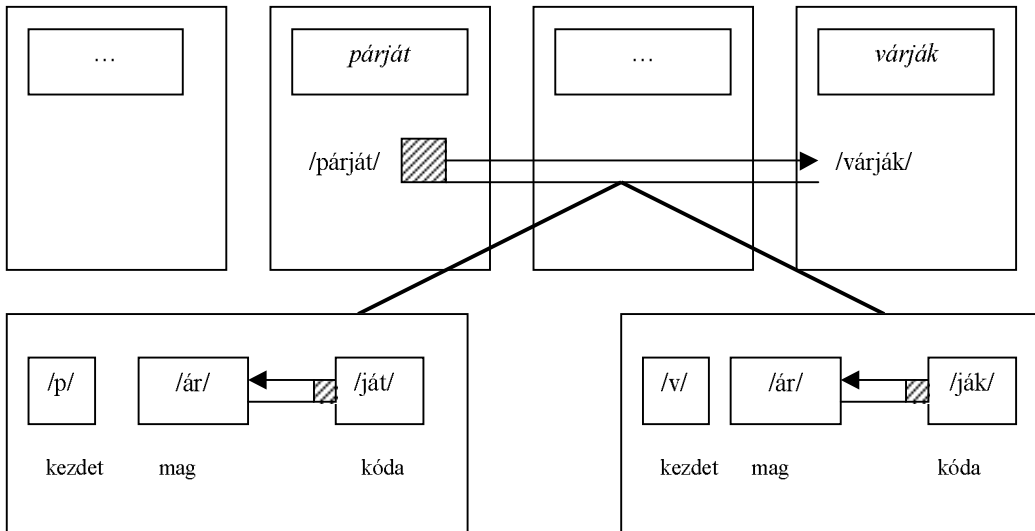 … párját … várják
/párját/ /várják/
/p/ /ár/ /ját/ /v/ /ár/ /ják/
kezdet mag kóda kezdet mag kóda